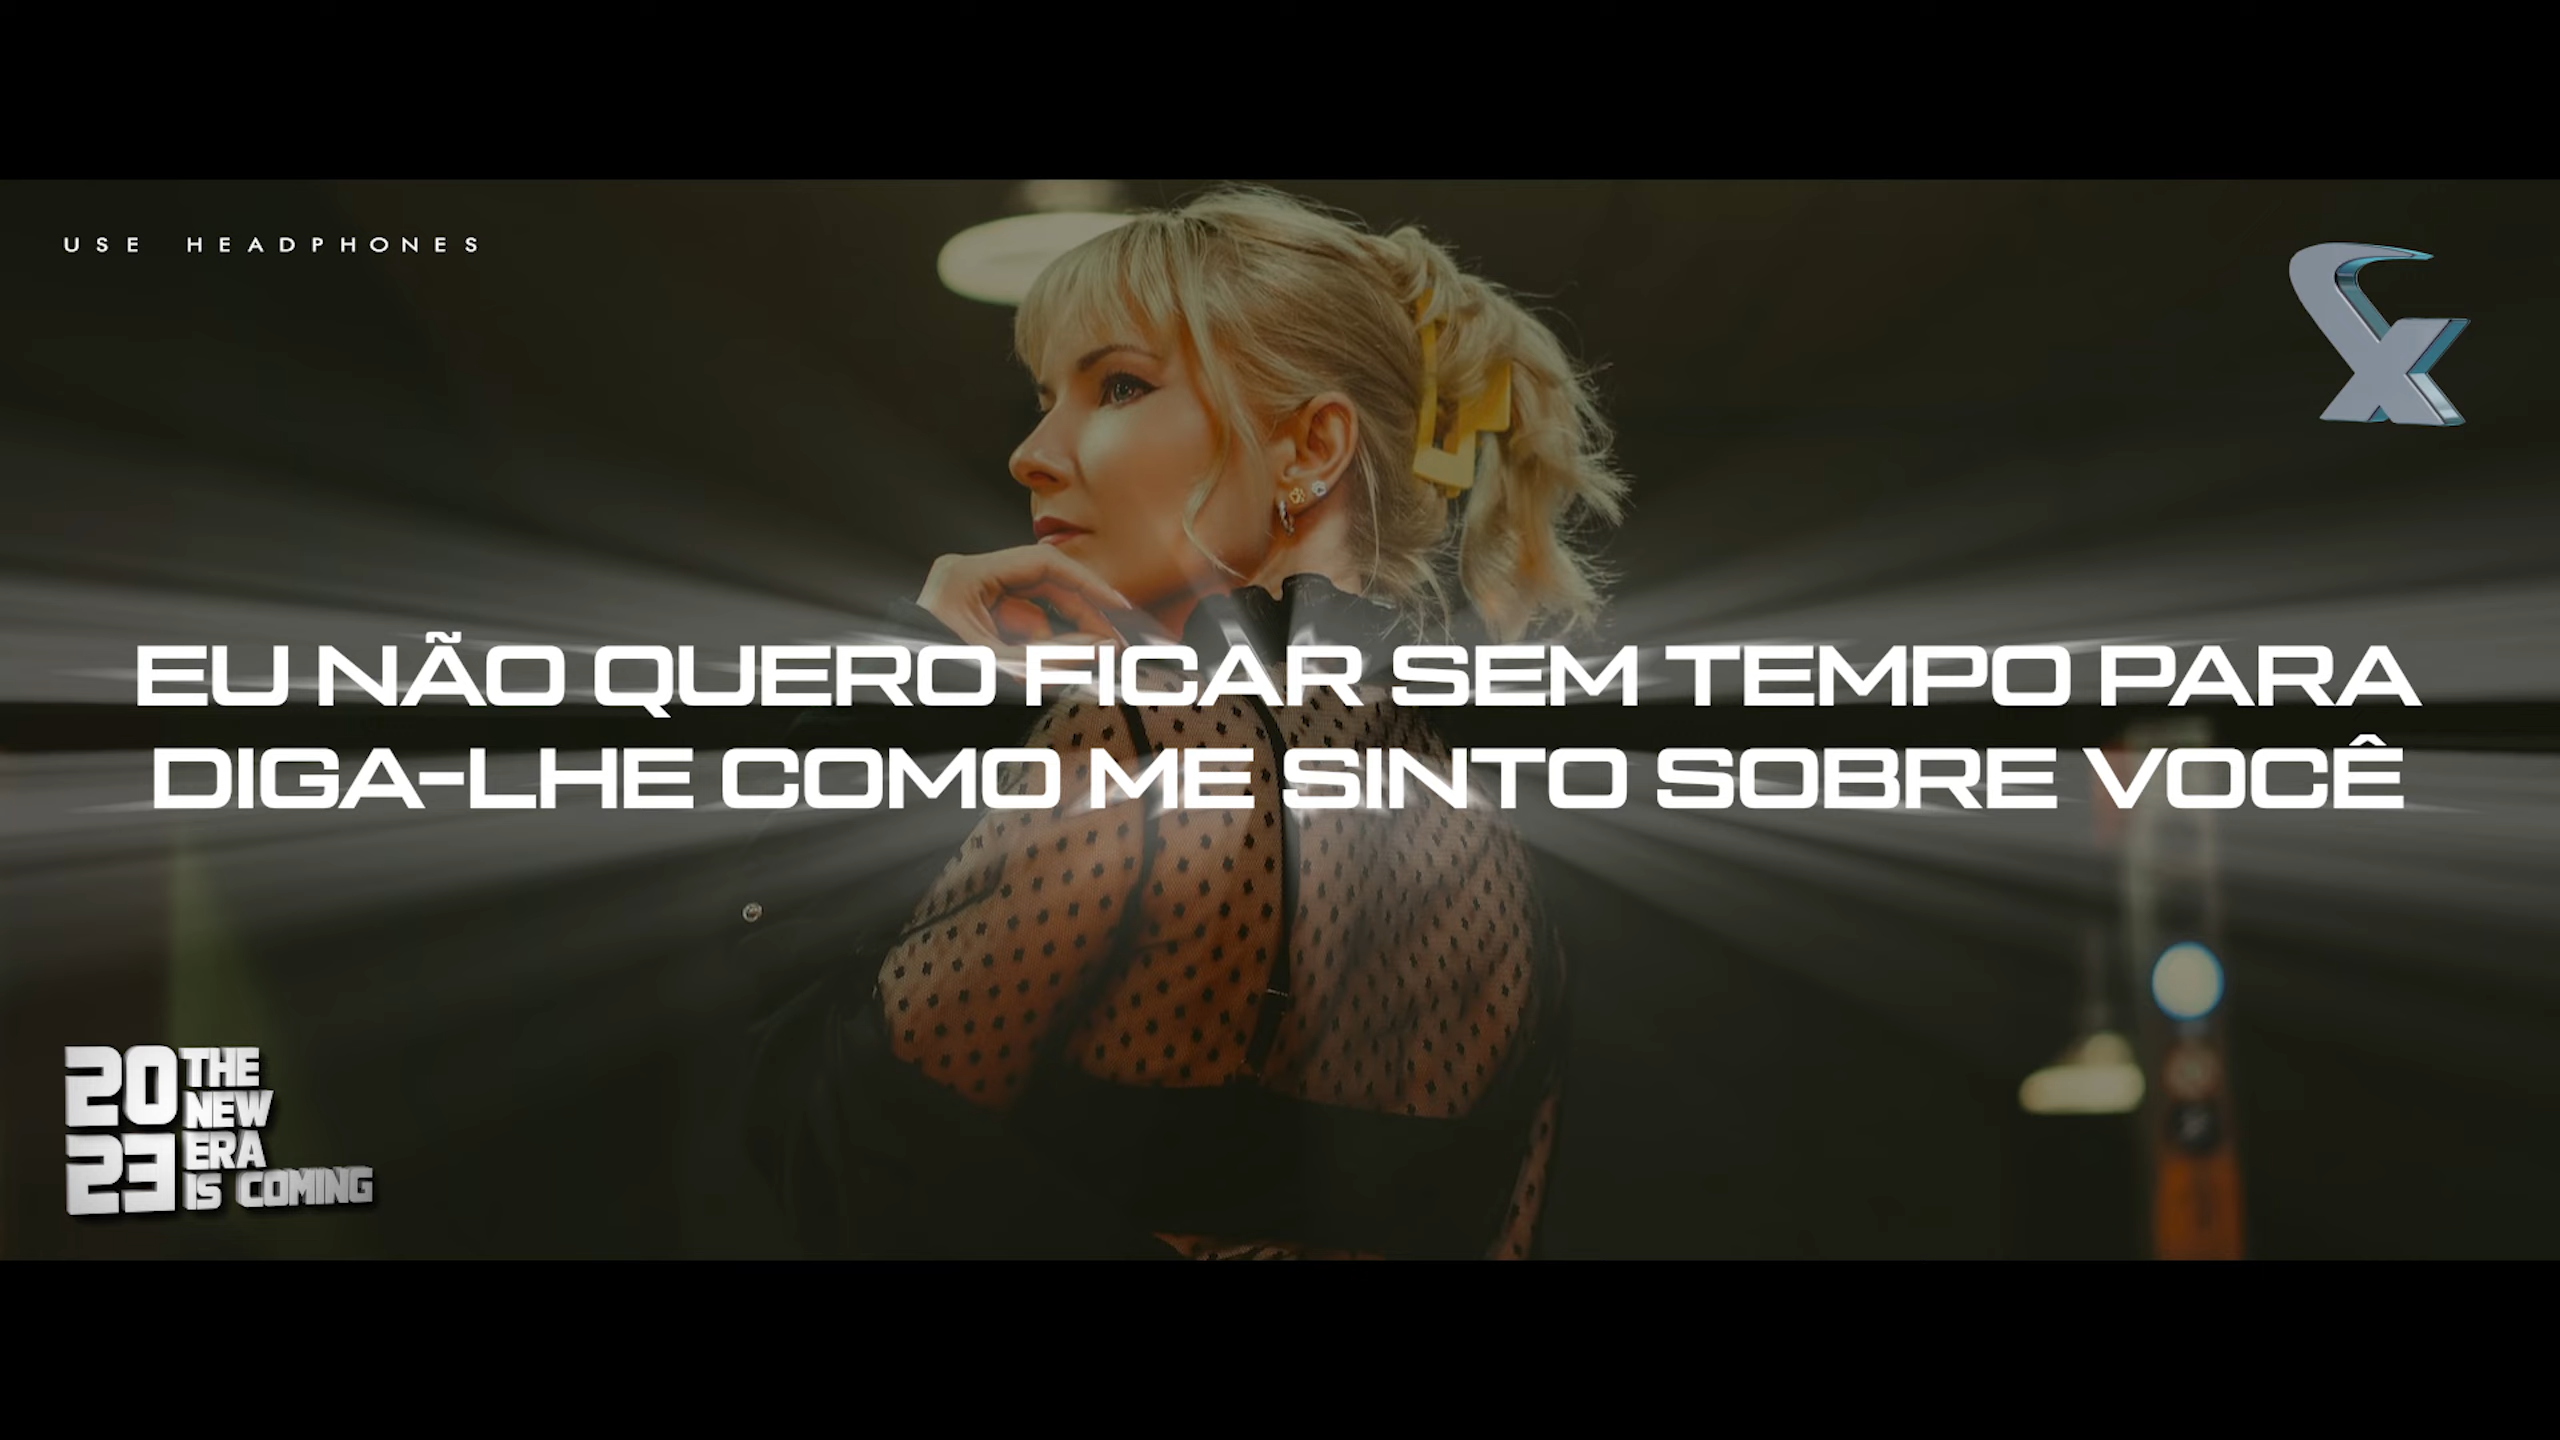 USE HEADPHONES
EU NÃO QUERO FICAR SEM TEMPO PARA
DIGA-LHE COMO ME SINTO SOBRE VOCÊ
20 THE
NEW
23 ERA
IS COMING